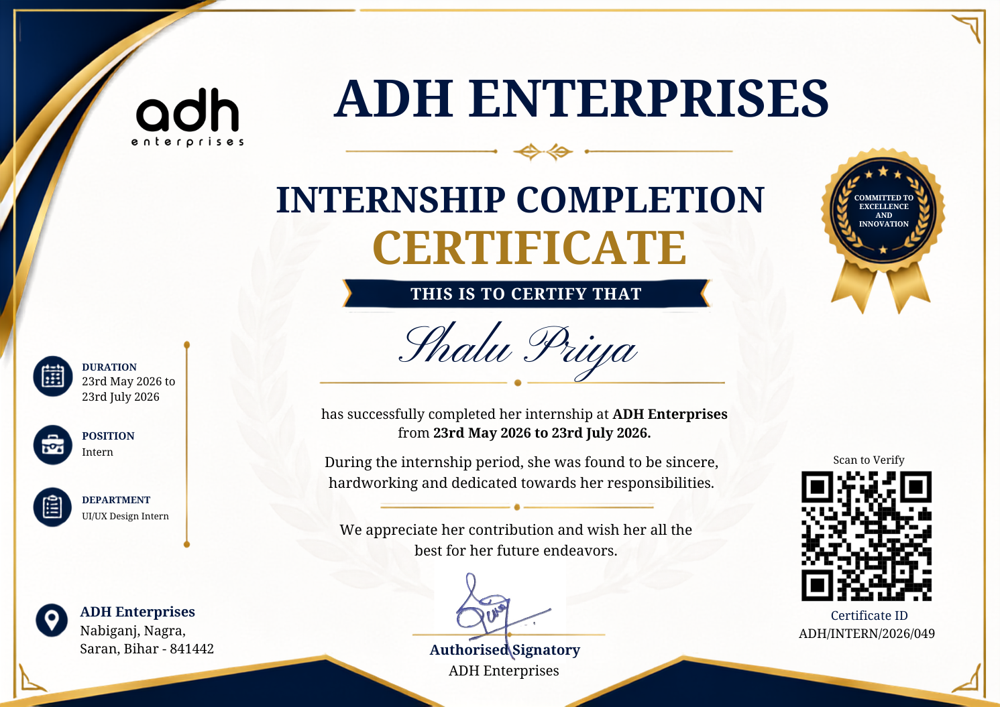 adh
enterprises
ADH ENTERPRISES
INTERNSHIP COMPLETION
CERTIFICATE
THIS IS TO CERTIFY THAT
Shalu Priya
COMMITTED TO
EXCELLENCE
AND
INNOVATION
DURATION
23rd May 2026 to
23rd July 2026
POSITION
Intern
DEPARTMENT
UI/UX Design Intern
has successfully completed her internship at ADH Enterprises
from 23rd May 2026 to 23rd July 2026.
During the internship period, she was found to be sincere,
hardworking and dedicated towards her responsibilities.
We appreciate her contribution and wish her all the
best for her future endeavors.
Authorised Signatory
ADH Enterprises
Scan to Verify
Certificate ID
ADH/INTERN/2026/049
ADH Enterprises
Nabiganj, Nagra,
Saran, Bihar - 841442